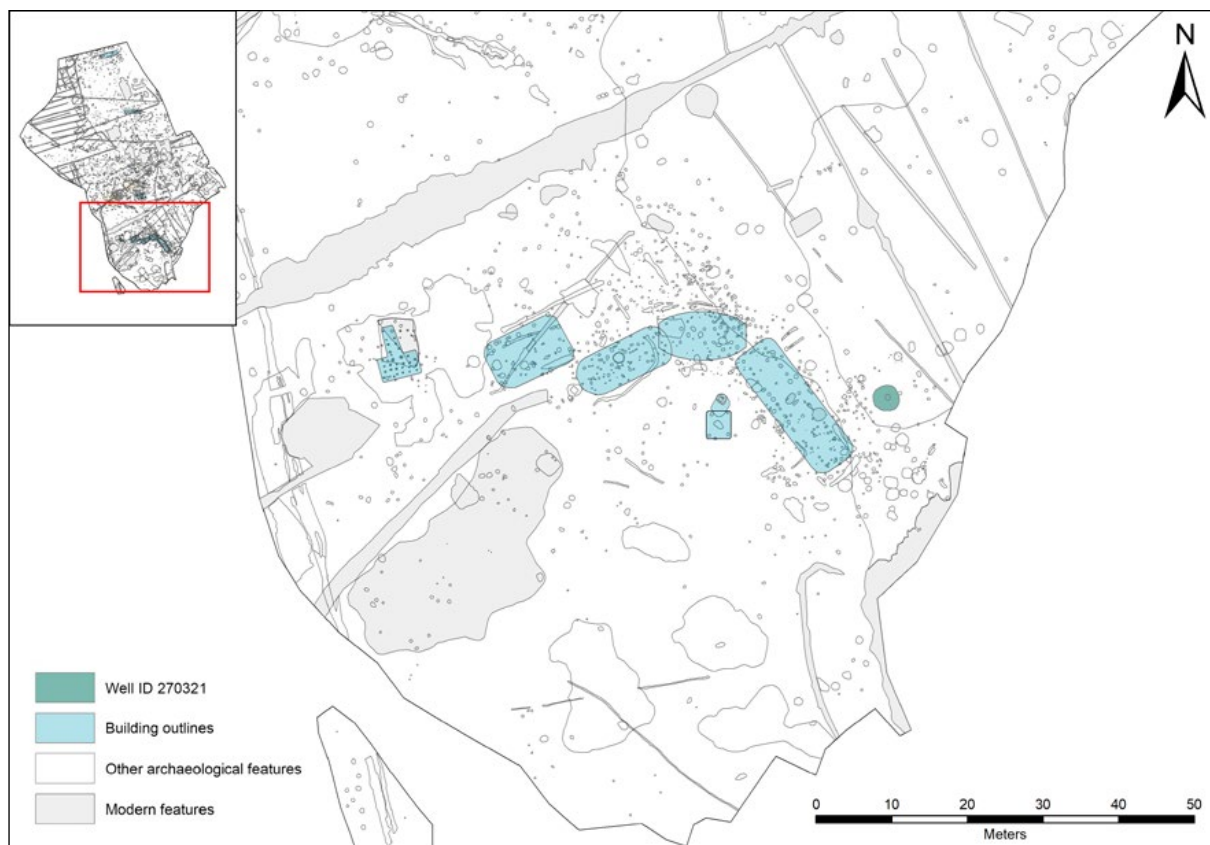 N
Well ID 270321
Building outlines
Other archaeological features
Modern features
0 10 20 30 40 50
Meters